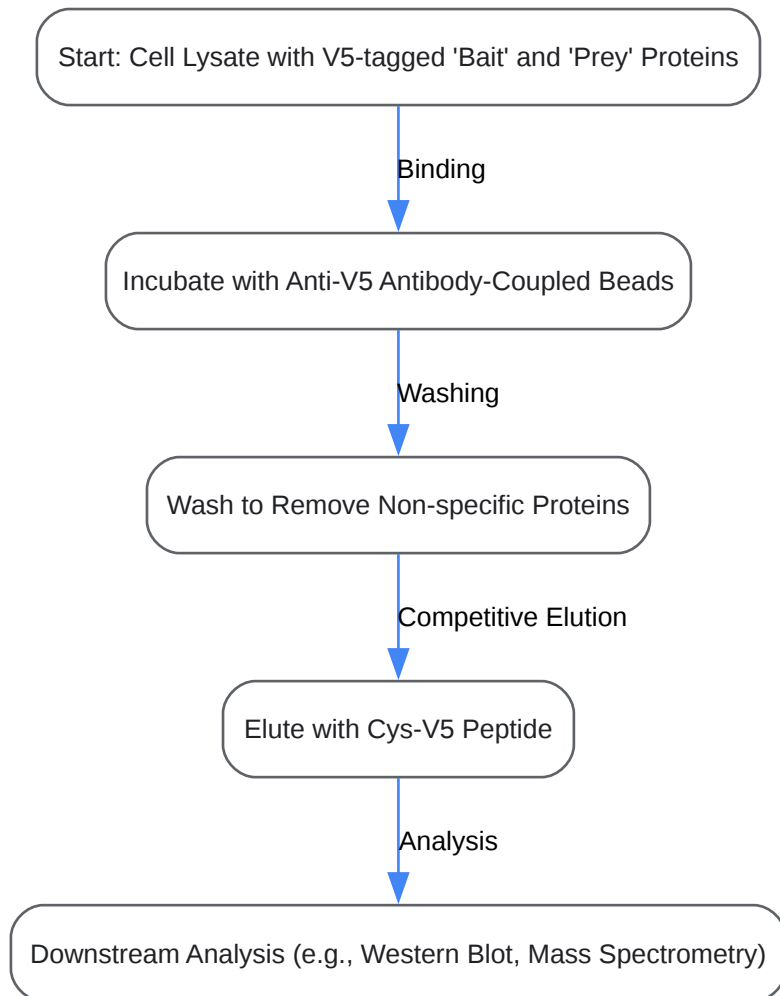 Start: Cell Lysate with V5-tagged 'Bait' and 'Prey' Proteins
Binding
Incubate with Anti-V5 Antibody-Coupled Beads
Washing
Wash to Remove Non-specific Proteins
Competitive Elution
Elute with Cys-V5 Peptide
Analysis
Downstream Analysis (e.g., Western Blot, Mass Spectrometry)